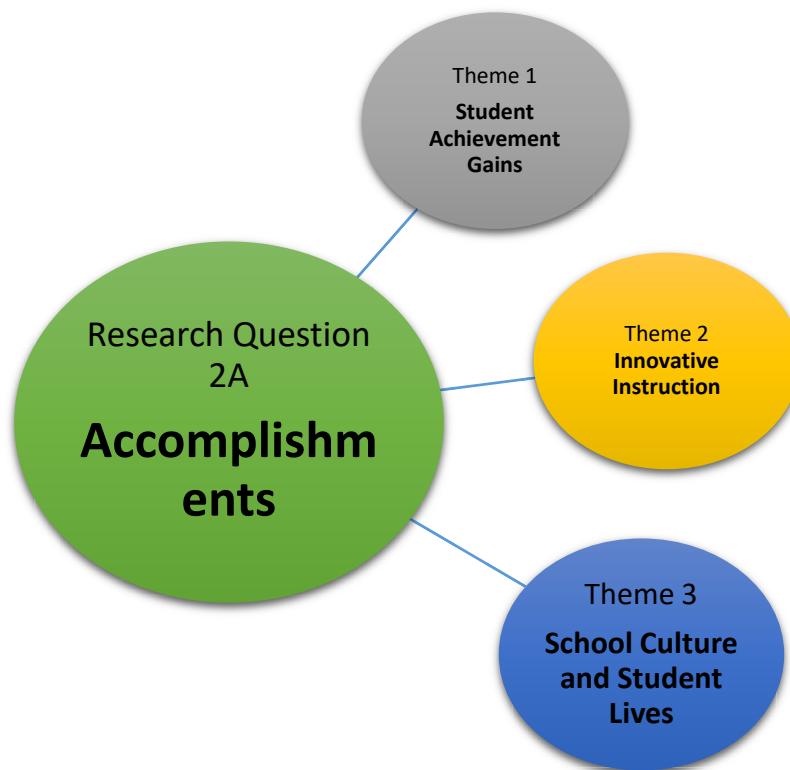 Theme 1
Student
Achievement
Gains
Research Question
2A
Accomplishm
ents
Theme 2
Innovative
Instruction
Theme 3
School Culture
and Student
Lives